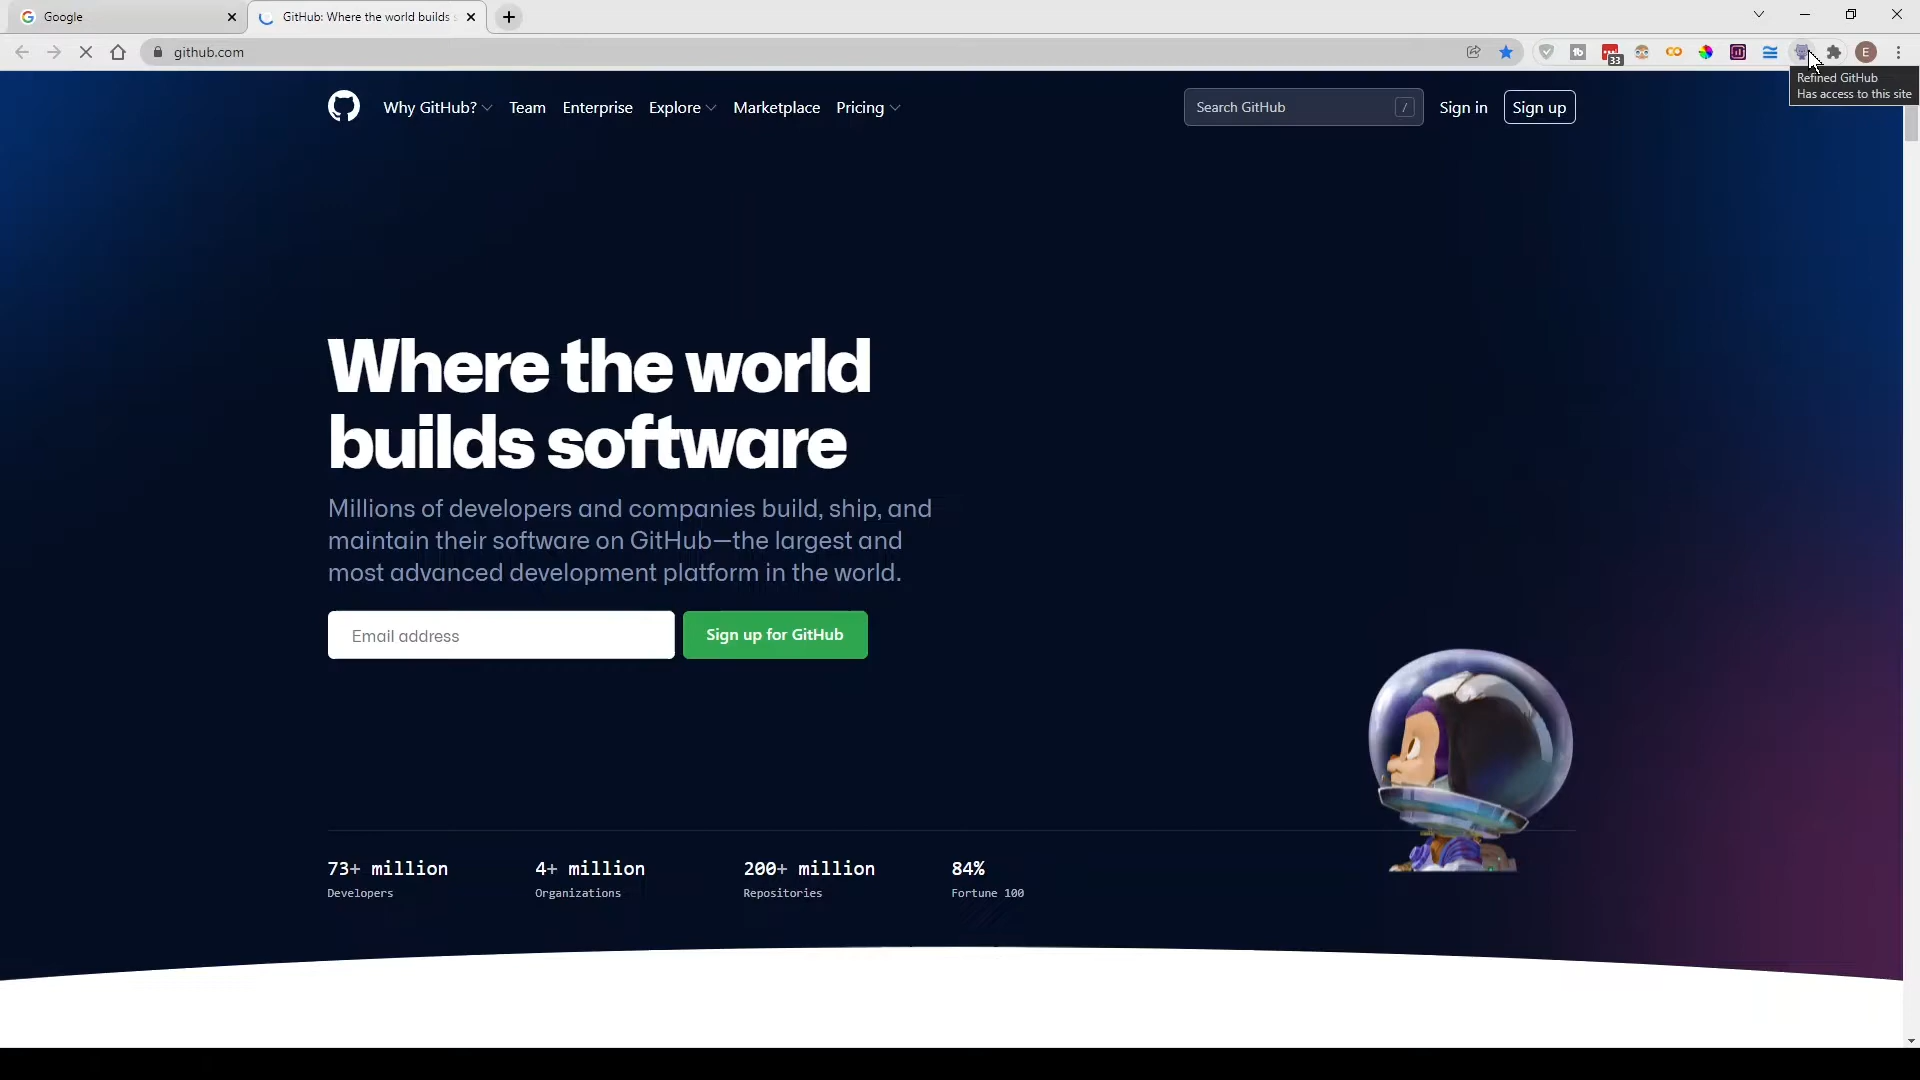 Google
GitHub: Where the world builds s
github.com
33
E
Refined GitHub
Has access to this site
Why GitHub?
Team
Enterprise
Explore
Marketplace
Pricing
Search GitHub
/
Sign in
Sign up
Where the world
builds software
Millions of developers and companies build, ship, and
maintain their software on GitHub—the largest and
most advanced development platform in the world.
Email address
Sign up for GitHub
73+ million
4+ million
200+ million
84%
Developers
Organizations
Repositories
Fortune 100